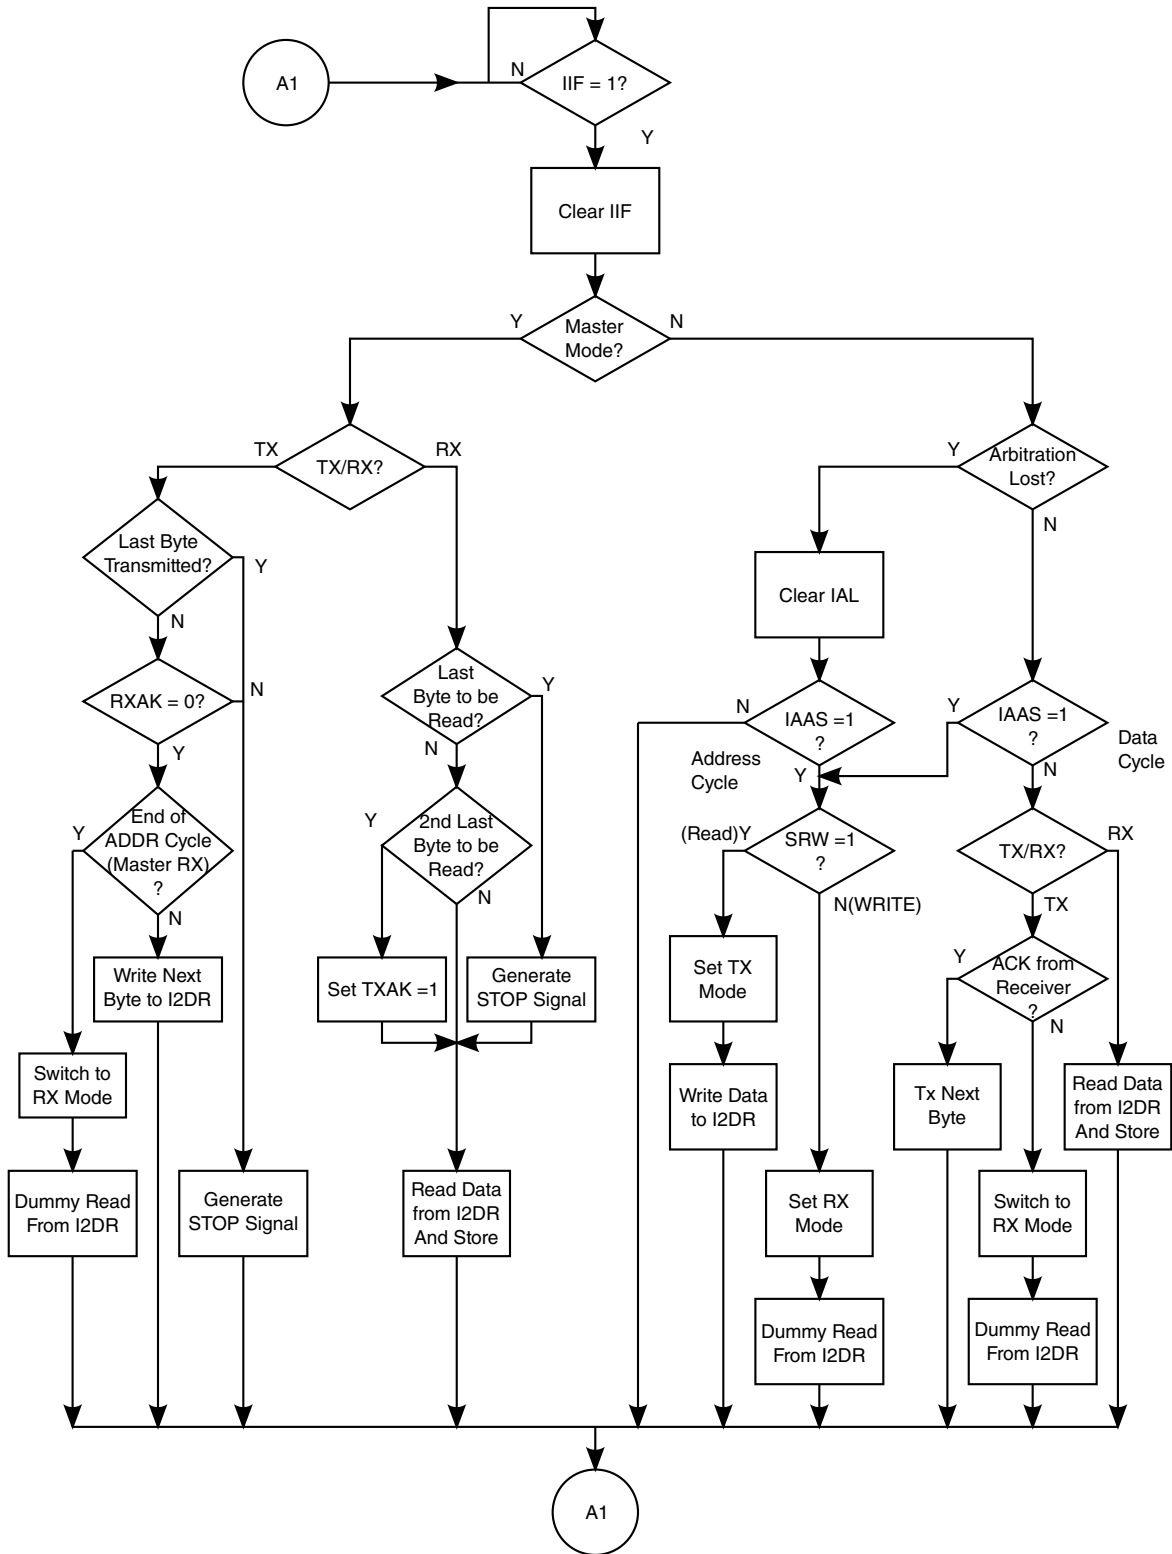 A1
N
IIF = 1?
Y
Clear IIF
Y
Master
Mode?
N
TX
TX/RX?
RX
Y
Arbitration
Lost?
N
Last Byte
Transmitted?
Y
N
Clear IAL
RXAK = 0?
N
Y
Last
Byte to be
Read?
Y
N
N
IAAS =1
?
Y
Address
Cycle
Y
IAAS =1
?
N
Data
Cycle
Y
End of
ADDR Cycle
(Master RX)
?
N
Y
2nd Last
Byte to be
Read?
N
(Read)Y
SRW =1
?
N(WRITE)
TX/RX?
RX
TX
Write Next
Byte to I2DR
Set TXAK =1
Generate
STOP Signal
Set TX
Mode
Y
ACK from
Receiver
?
N
Switch to
RX Mode
Write Data
to I2DR
Tx Next
Byte
Read Data
from I2DR
And Store
Dummy Read
From I2DR
Generate
STOP Signal
Read Data
from I2DR
And Store
Set RX
Mode
Switch to
RX Mode
Dummy Read
From I2DR
Dummy Read
From I2DR
A1